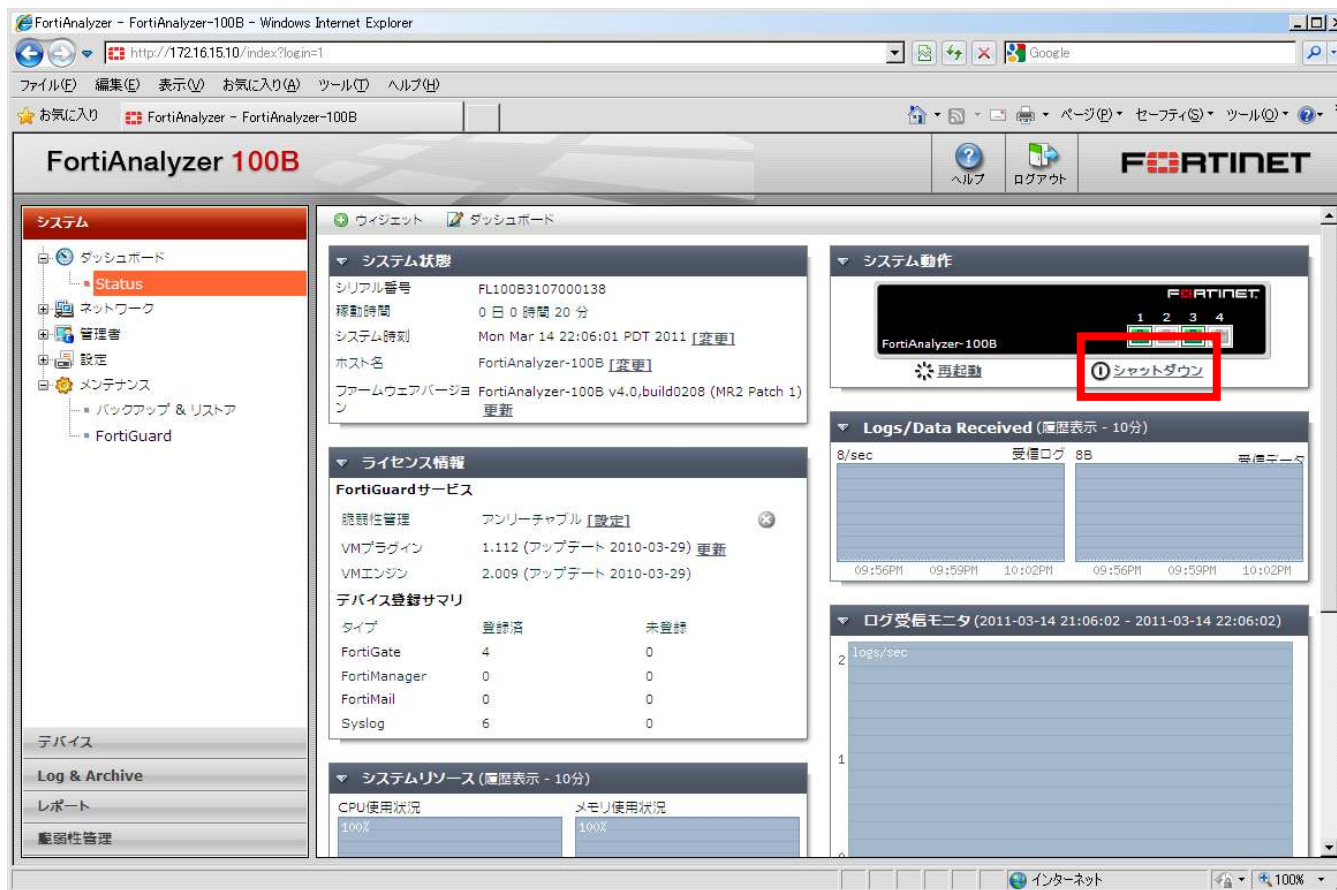 FortiAnalyzer - FortiAnalyzer-100B - Windows Internet Explorer
http://172.16.15.10/index?login=1
Google
ファイル(F) 編集(E) 表示(V) お気に入り(A) ツール(T) ヘルプ(H)
お気に入り FortiAnalyzer - FortiAnalyzer-100B
ページ(P) セーフティ(S) ツール(O)
FortiAnalyzer 100B
ヘルプ ログアウト
FORTINET
システム
ダッシュボード
Status
ネットワーク
管理者
設定
メンテナンス
バックアップ & リストア
FortiGuard
デバイス
Log & Archive
レポート
脆弱性管理
ウィジェット ダッシュボード
システム状態
シリアル番号 FL100B3107000138
稼動時間 0 日 0 時間 20 分
システム時刻 Mon Mar 14 22:06:01 PDT 2011 [変更]
ホスト名 FortiAnalyzer-100B [変更]
ファームウェアバージョ FortiAnalyzer-100B v4.0,build0208 (MR2 Patch 1)
ン 更新
ライセンス情報
FortiGuardサービス
脆弱性管理 アンリーチャブル [設定]
VMプラグイン 1.112 (アップデート 2010-03-29) 更新
VMエンジン 2.009 (アップデート 2010-03-29)
デバイス登録サマリ
タイプ 登録済 未登録
FortiGate 4 0
FortiManager 0 0
FortiMail 0 0
Syslog 6 0
システムリソース (履歴表示 - 10分)
CPU使用状況 メモリ使用状況
100% 100%
システム動作
FORTINET
1 2 3 4
FortiAnalyzer-100B
再起動 シャットダウン
Logs/Data Received (履歴表示 - 10分)
8/sec 受信ログ 8B 受信データ
09:56PM 09:59PM 10:02PM 09:56PM 09:59PM 10:02PM
ログ受信モニタ (2011-03-14 21:06:02 - 2011-03-14 22:06:02)
2 logs/sec
1
0
インターネット 100%